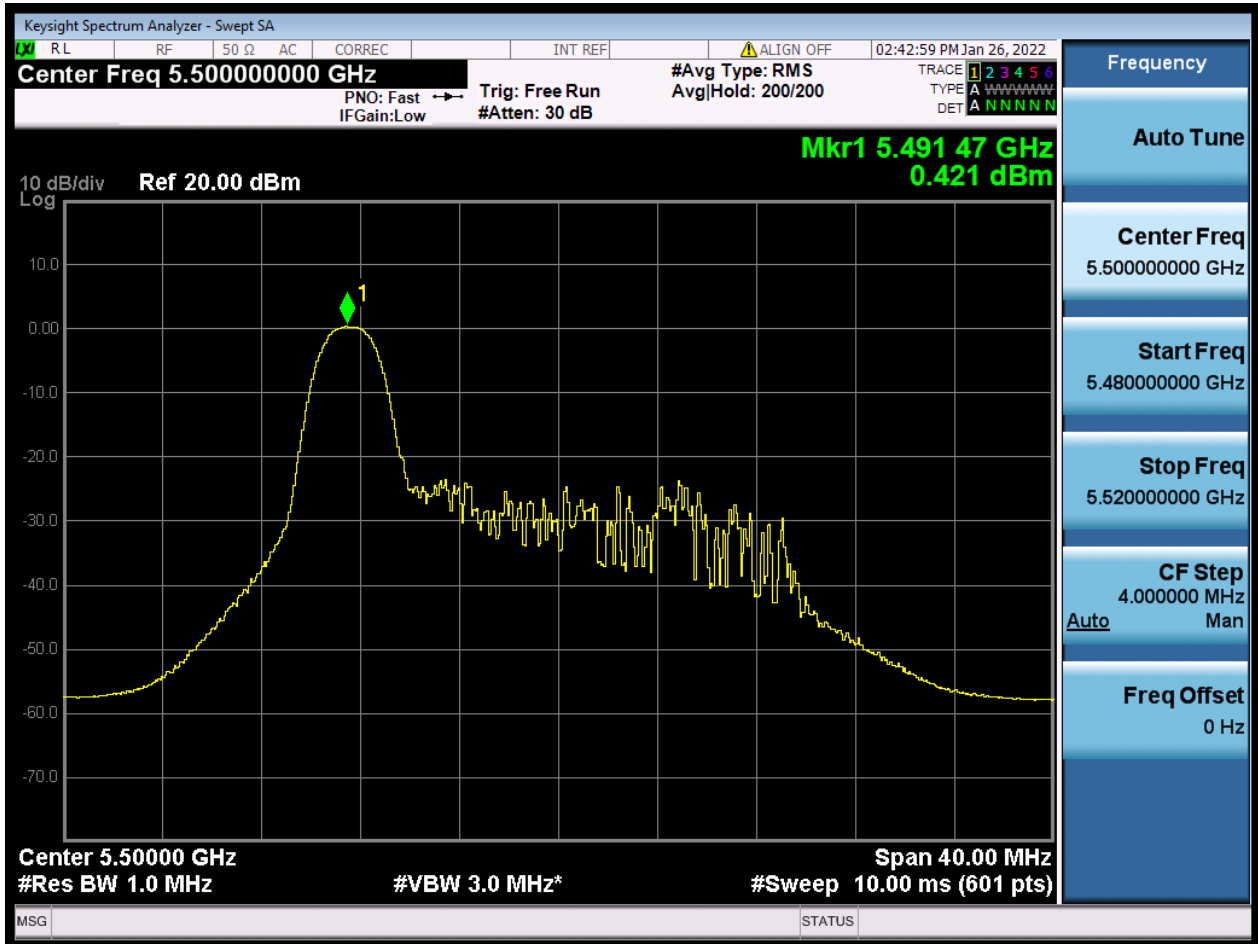 Keysight Spectrum Analyzer - Swept SA
LXI RL RF 50 Ω AC CORREC INT REF ALIGN OFF 02:42:59 PM Jan 26, 2022
Center Freq 5.500000000 GHz
PNO: Fast
IFGain:Low
Trig: Free Run
#Atten: 30 dB
#Avg Type: RMS
Avg|Hold: 200/200
TRACE 1 2 3 4 5 6
TYPE A WWWWW
DET A N N N N N
Mkr1 5.491 47 GHz
0.421 dBm
10 dB/div Ref 20.00 dBm
Log
10.0
0.00
-10.0
-20.0
-30.0
-40.0
-50.0
-60.0
-70.0
1
Center 5.50000 GHz
Span 40.00 MHz
#Res BW 1.0 MHz
#VBW 3.0 MHz*
#Sweep 10.00 ms (601 pts)
MSG
STATUS
Frequency
Auto Tune
Center Freq
5.500000000 GHz
Start Freq
5.480000000 GHz
Stop Freq
5.520000000 GHz
CF Step
4.000000 MHz
Auto Man
Freq Offset
0 Hz